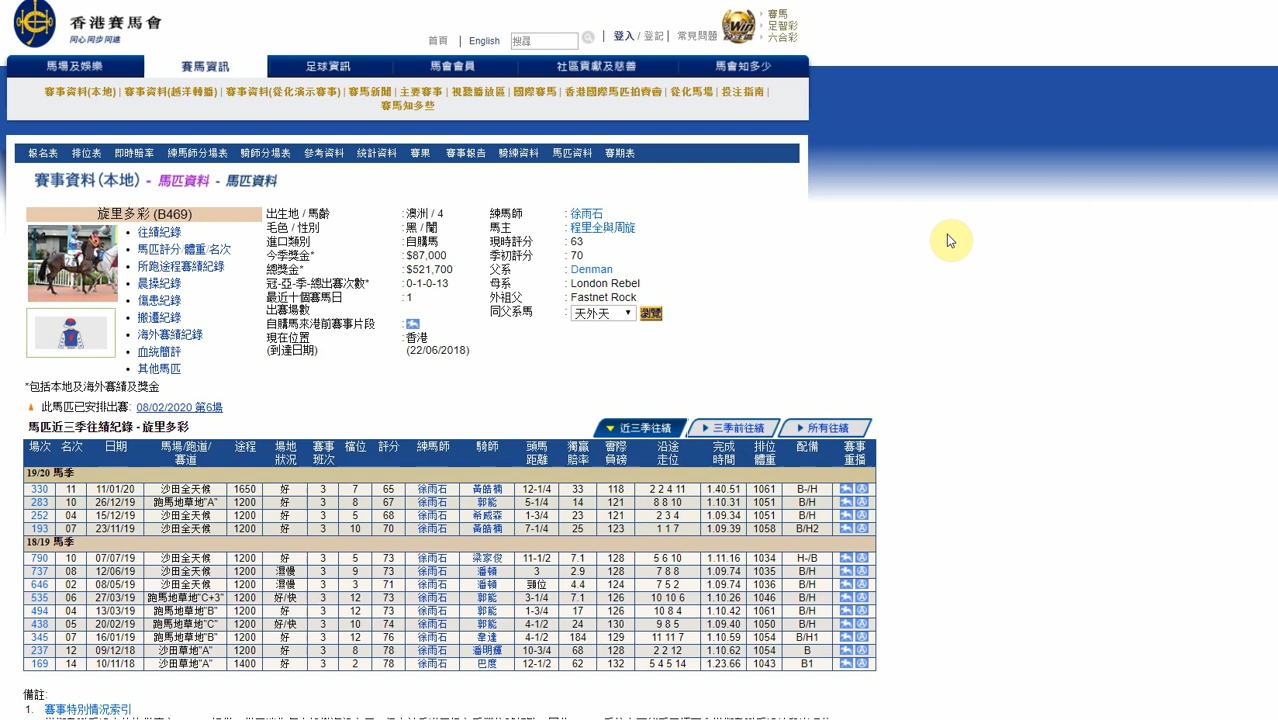 香港賽馬會
同心同步同進
首頁 | English 搜尋 | 登入 / 登記 | 常見問題
賽馬
足智彩
六合彩
馬場及娛樂 賽馬資訊 足球資訊 馬會會員 社區貢獻及慈善 馬會知多少
賽事資料(本地) | 賽事資料(越洋轉播) | 賽事資料(從化演示賽事) | 賽馬新聞 | 主要賽事 | 視聽播放區 | 國際賽馬 | 香港國際馬匹拍賣會 | 從化馬場 | 投注指南 |
賽馬知多些
報名表 排位表 即時賠率 練馬師分場表 騎師分場表 參考資料 統計資料 賽果 賽事報告 騎練資料 馬匹資料 賽期表
賽事資料(本地) - 馬匹資料 - 馬匹資料
旋里多彩 (B469)
• 往績紀錄
• 馬匹評分/體重/名次
• 所跑途程賽績紀錄
• 晨操紀錄
• 傷患紀錄
• 搬遷紀錄
• 海外賽績紀錄
• 血統簡評
• 其他馬匹
出生地 / 馬齡 : 澳洲 / 4
毛色 / 性別 : 黑 / 閹
進口類別 : 自購馬
今季獎金* : $87,000
總獎金* : $521,700
冠-亞-季-總出賽次數* : 0-1-0-13
最近十個賽馬日 : 1
出賽場數
自購馬來港前賽事片段 :
現在位置 : 香港
(到達日期) (22/06/2018)
練馬師 : 徐雨石
馬主 : 程里全與周旋
現時評分 : 63
季初評分 : 70
父系 : Denman
母系 : London Rebel
外祖父 : Fastnet Rock
同父系馬 : 天外天 瀏覽
*包括本地及海外賽績及獎金
此馬匹已安排出賽: 08/02/2020 第6場
馬匹近三季往績紀錄 - 旋里多彩 近三季往績 三季前往績 所有往績
場次 名次 日期 馬場/跑道/ 途程 場地 賽事 檔位 評分 練馬師 騎師 頭馬 獨贏 實際 沿途 完成 排位 配備 賽事
賽道 狀況 班次 距離 賠率 負磅 走位 時間 體重 重播
19/20 馬季
330 11 11/01/20 沙田全天候 1650 好 3 7 65 徐雨石 黃皓楠 12-1/4 33 118 2 2 4 11 1.40.51 1061 B-/H
283 10 26/12/19 跑馬地草地"A" 1200 好 3 8 67 徐雨石 郭能 5-1/4 14 121 8 8 10 1.10.31 1051 B/H
252 04 15/12/19 沙田全天候 1200 好 3 5 68 徐雨石 希威森 1-3/4 23 121 2 3 4 1.09.34 1051 B/H
193 07 23/11/19 沙田全天候 1200 好 3 10 70 徐雨石 黃皓楠 7-1/4 25 123 1 1 7 1.09.39 1058 B/H2
18/19 馬季
790 10 07/07/19 沙田全天候 1200 好 3 5 73 徐雨石 梁家俊 11-1/2 7.1 128 5 6 10 1.11.16 1034 H-/B
737 08 12/06/19 沙田全天候 1200 濕慢 3 9 73 徐雨石 潘頓 3 2.9 128 7 8 8 1.09.74 1035 B/H
646 02 08/05/19 沙田全天候 1200 濕慢 3 3 71 徐雨石 潘頓 頭位 4.4 124 7 5 2 1.09.74 1036 B/H
535 06 27/03/19 跑馬地草地"C+3" 1200 好/快 3 12 73 徐雨石 郭能 3-1/4 7.1 126 10 10 6 1.10.26 1046 B/H
494 04 13/03/19 跑馬地草地"B" 1200 好 3 12 73 徐雨石 郭能 1-3/4 17 126 10 8 4 1.10.42 1061 B/H
438 05 20/02/19 跑馬地草地"C" 1200 好/快 3 10 74 徐雨石 郭能 4-1/2 24 130 9 8 5 1.09.40 1050 B/H
345 07 16/01/19 跑馬地草地"B" 1200 好 3 12 76 徐雨石 韋達 4-1/2 184 129 11 11 7 1.10.59 1054 B/H1
237 12 09/12/18 沙田草地"A" 1200 好 3 8 78 徐雨石 潘明輝 10-3/4 68 128 2 2 12 1.10.62 1054 B
169 14 10/11/18 沙田草地"A" 1400 好 3 2 78 徐雨石 巴度 12-1/2 62 132 5 4 5 14 1.23.66 1043 B1
備註:
1. 賽事特別情況索引